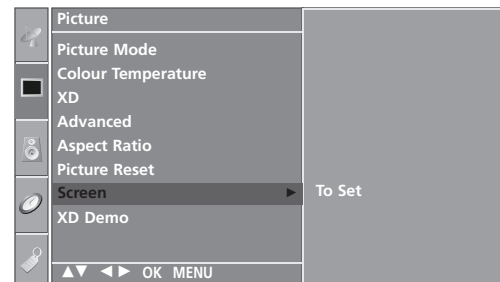 Picture
Picture Mode
Colour Temperature
XD
Advanced
Aspect Ratio
Picture Reset
Screen ► To Set
XD Demo
▲▼ ◄► OK MENU